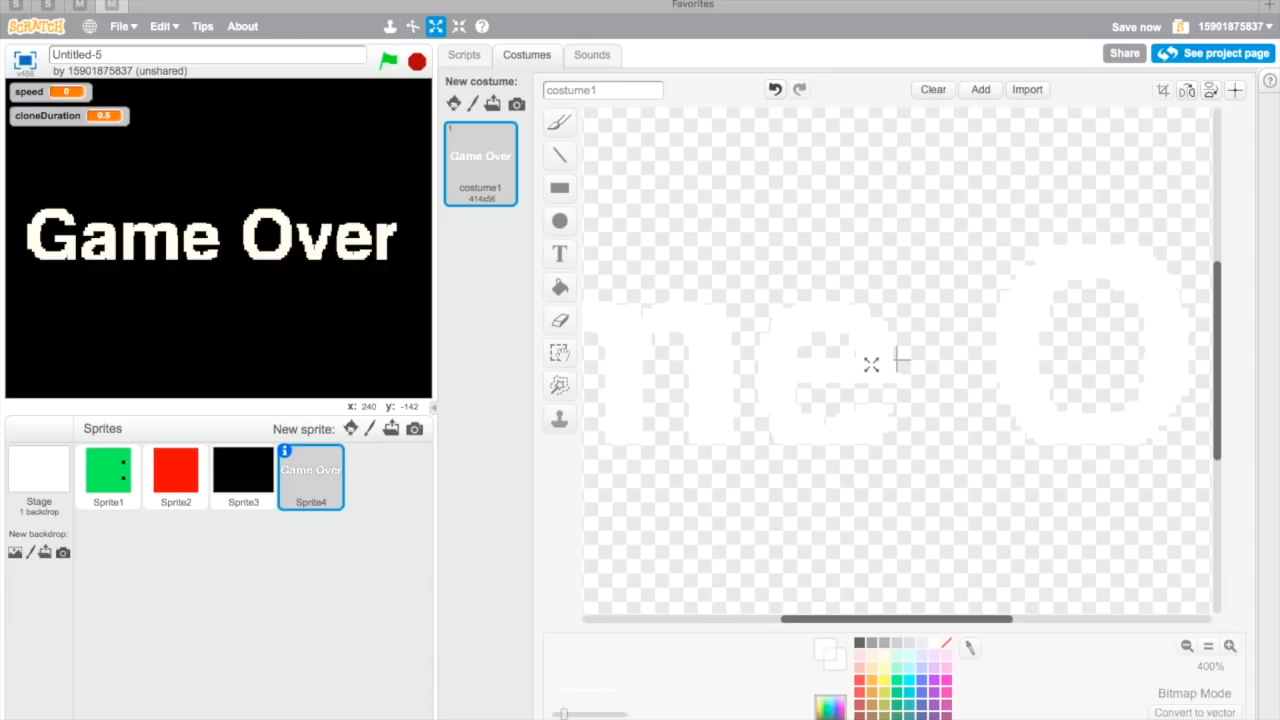 S
S
M
M
Favorites
SCRATCH
File
Edit
Tips
About
Save now
15901875837
v458
Untitled-5
by 15901875837 (unshared)
Scripts
Costumes
Sounds
Share
See project page
speed 0
cloneDuration 0.5
Game Over
New costume:
1
Game Over
costume1
414x56
costume1
Clear
Add
Import
T
me O
x: 240 y: -142
Sprites
New sprite:
Stage
1 backdrop
New backdrop:
Sprite1
Sprite2
Sprite3
Game Over
Sprite4
400%
Bitmap Mode
Convert to vector